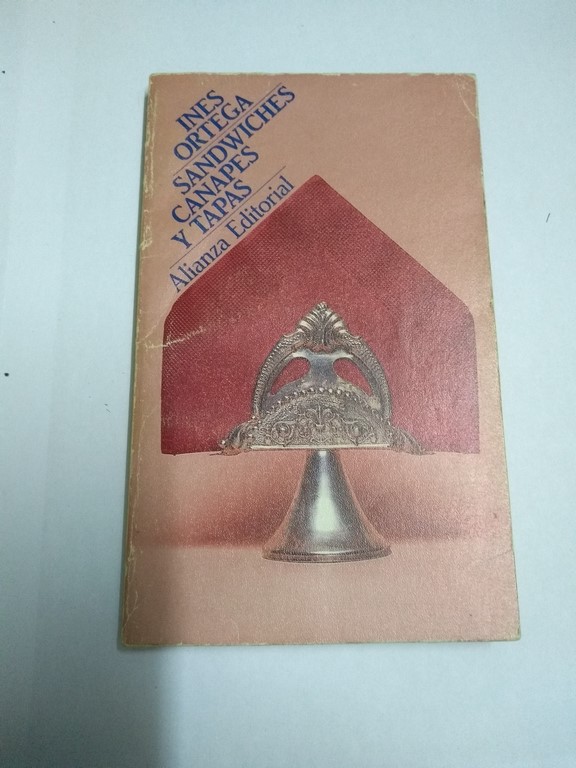 INES
ORTEGA
SANDWICHES
CANAPES
Y TAPAS
Alianza Editorial